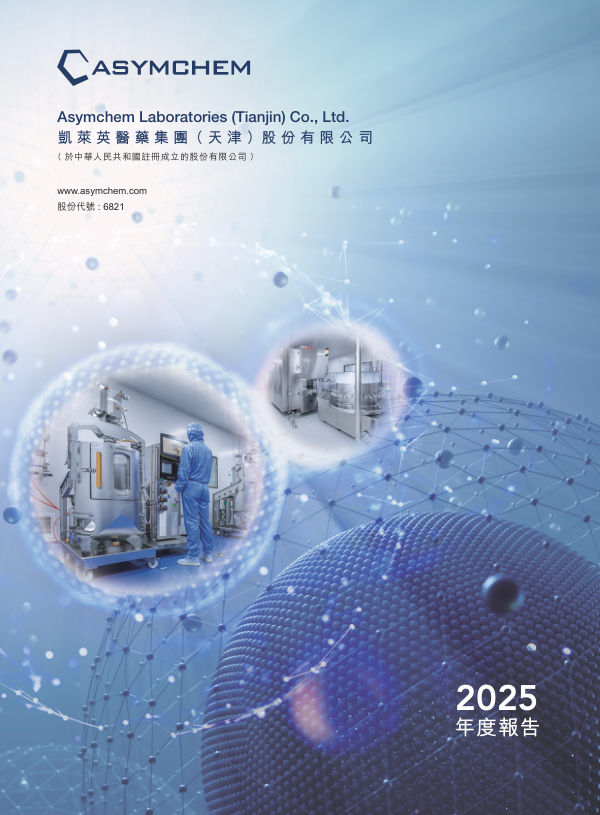 ASYMCHEM
Asymchem Laboratories (Tianjin) Co., Ltd.
凱萊英醫藥集團（天津）股份有限公司
（於中華人民共和國註冊成立的股份有限公司）
www.asymchem.com
股份代號 : 6821
2025
年度報告